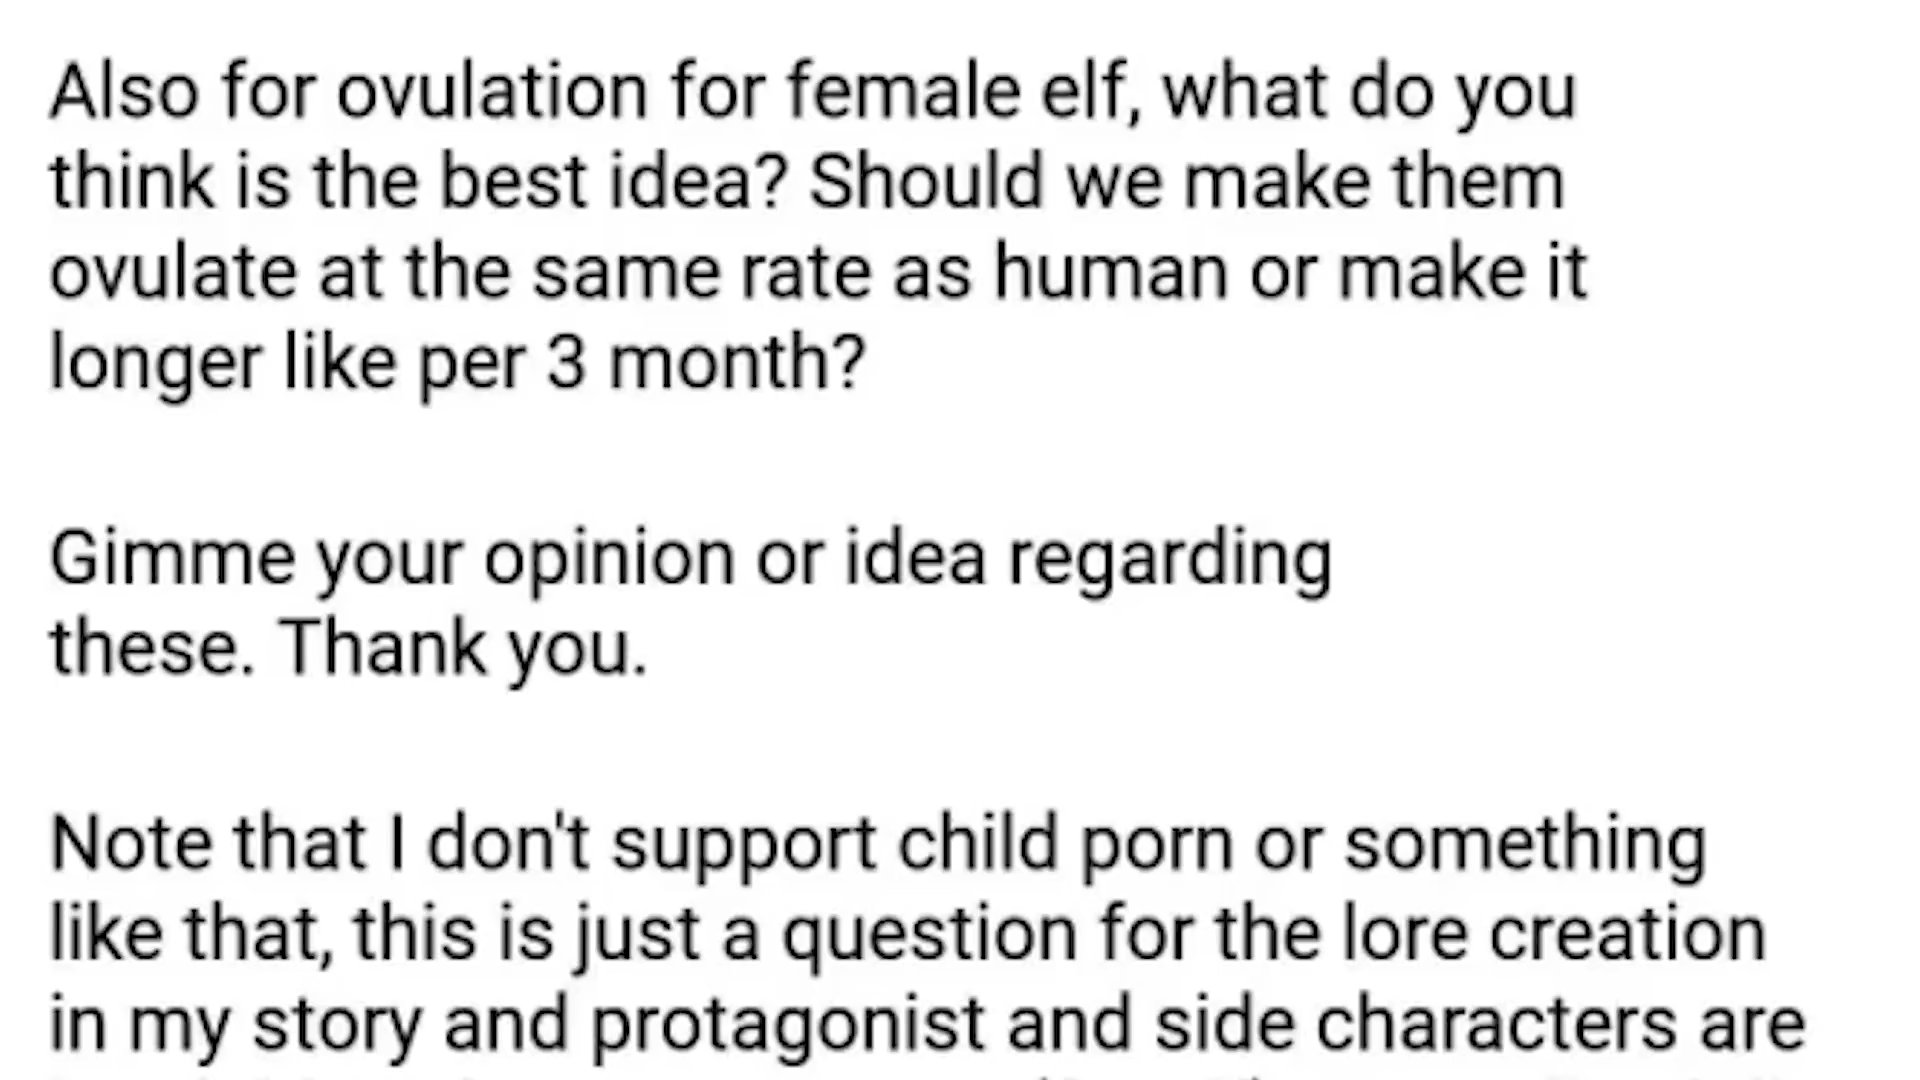 Also for ovulation for female elf, what do you
think is the best idea? Should we make them
ovulate at the same rate as human or make it
longer like per 3 month?
Gimme your opinion or idea regarding
these. Thank you.
Note that I don't support child porn or something
like that, this is just a question for the lore creation
in my story and protagonist and side characters are